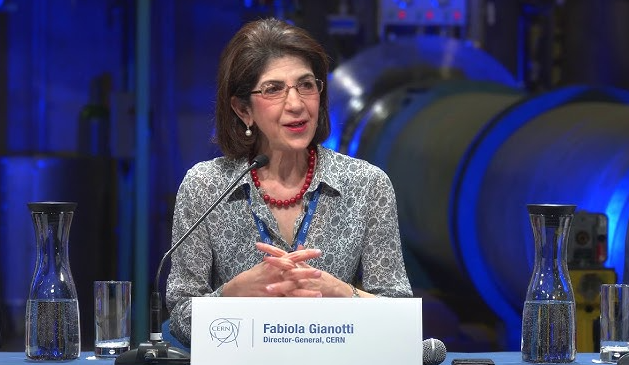 CERN
Fabiola Gianotti
Director-General, CERN